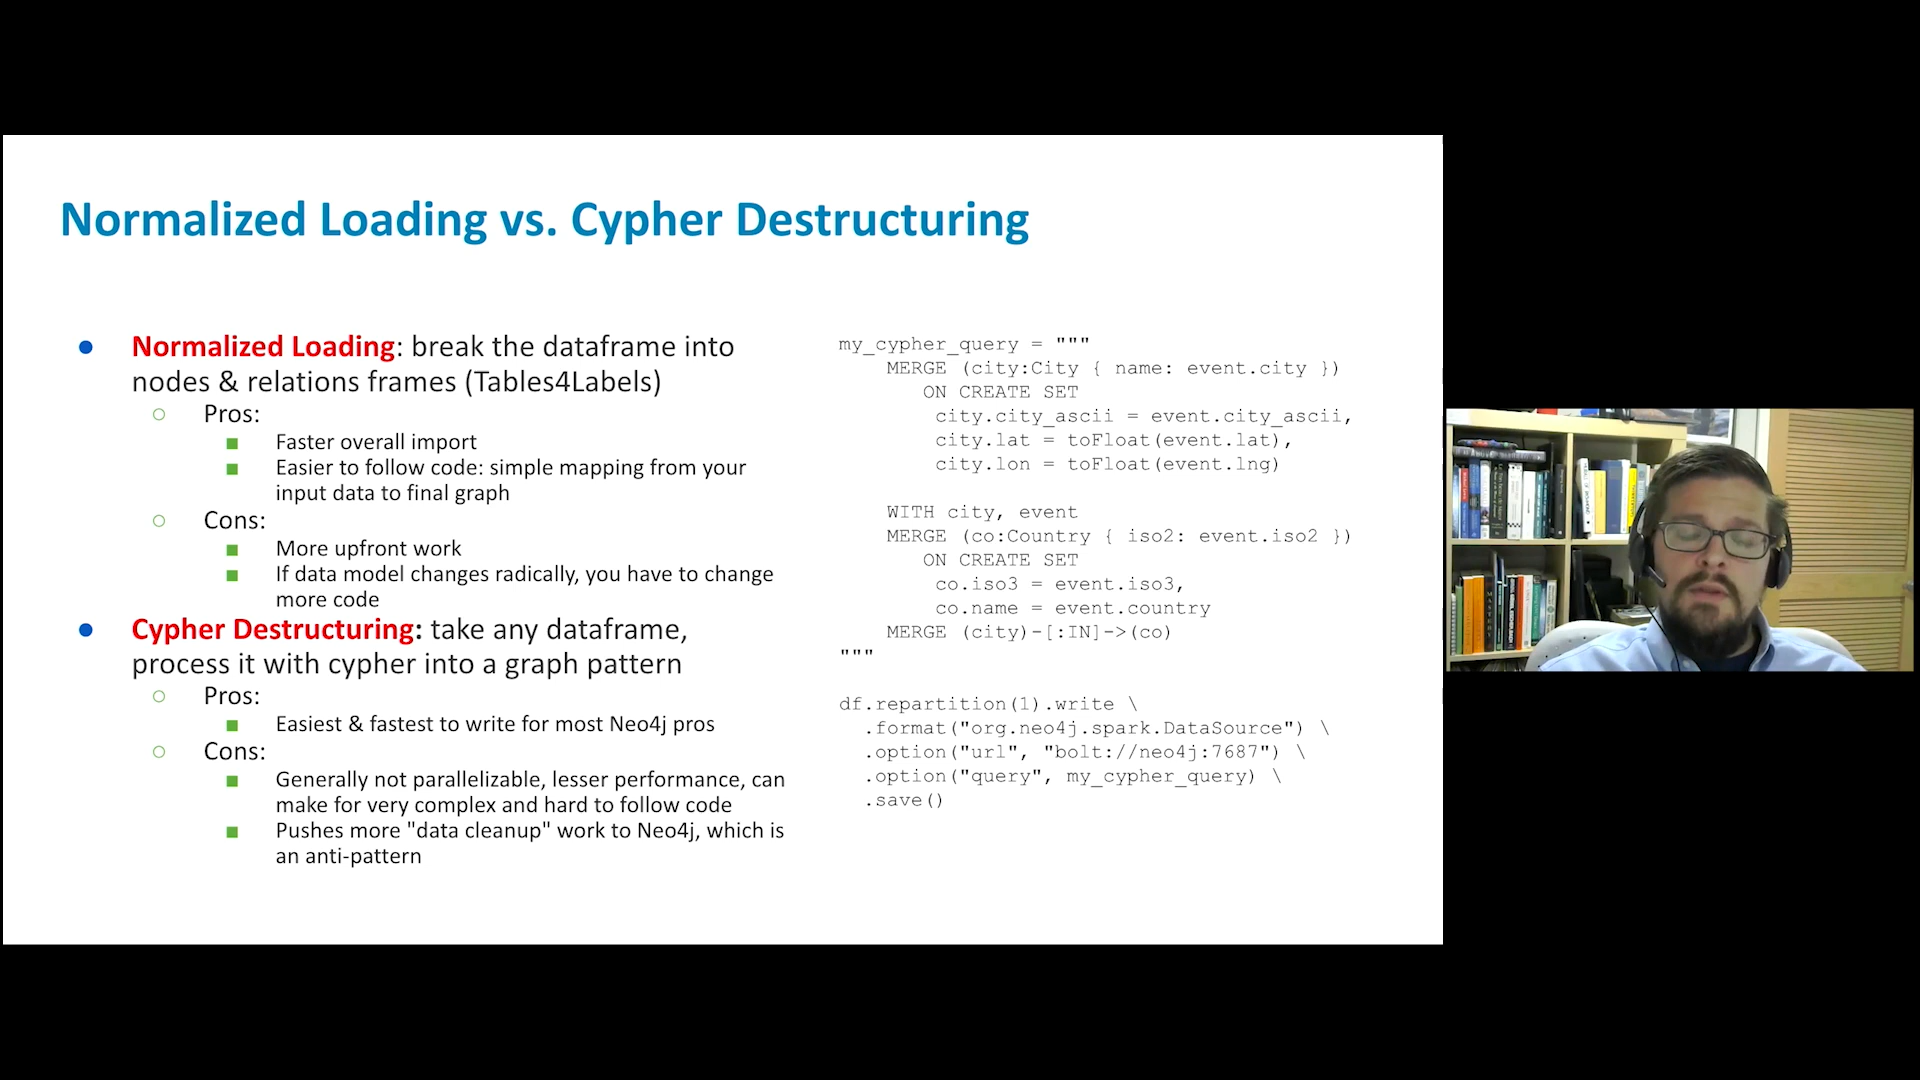 Normalized Loading vs. Cypher Destructuring
● Normalized Loading: break the dataframe into
nodes & relations frames (Tables4Labels)
○ Pros:
■ Faster overall import
■ Easier to follow code: simple mapping from your
input data to final graph
○ Cons:
■ More upfront work
■ If data model changes radically, you have to change
more code
● Cypher Destructuring: take any dataframe,
process it with cypher into a graph pattern
○ Pros:
■ Easiest & fastest to write for most Neo4j pros
○ Cons:
■ Generally not parallelizable, lesser performance, can
make for very complex and hard to follow code
■ Pushes more "data cleanup" work to Neo4j, which is
an anti-pattern
my_cypher_query = """
MERGE (city:City { name: event.city })
ON CREATE SET
city.city_ascii = event.city_ascii,
city.lat = toFloat(event.lat),
city.lon = toFloat(event.lng)
WITH city, event
MERGE (co:Country { iso2: event.iso2 })
ON CREATE SET
co.iso3 = event.iso3,
co.name = event.country
MERGE (city)-[:IN]->(co)
"""
df.repartition(1).write \
.format("org.neo4j.spark.DataSource") \
.option("url", "bolt://neo4j:7687") \
.option("query", my_cypher_query) \
.save()